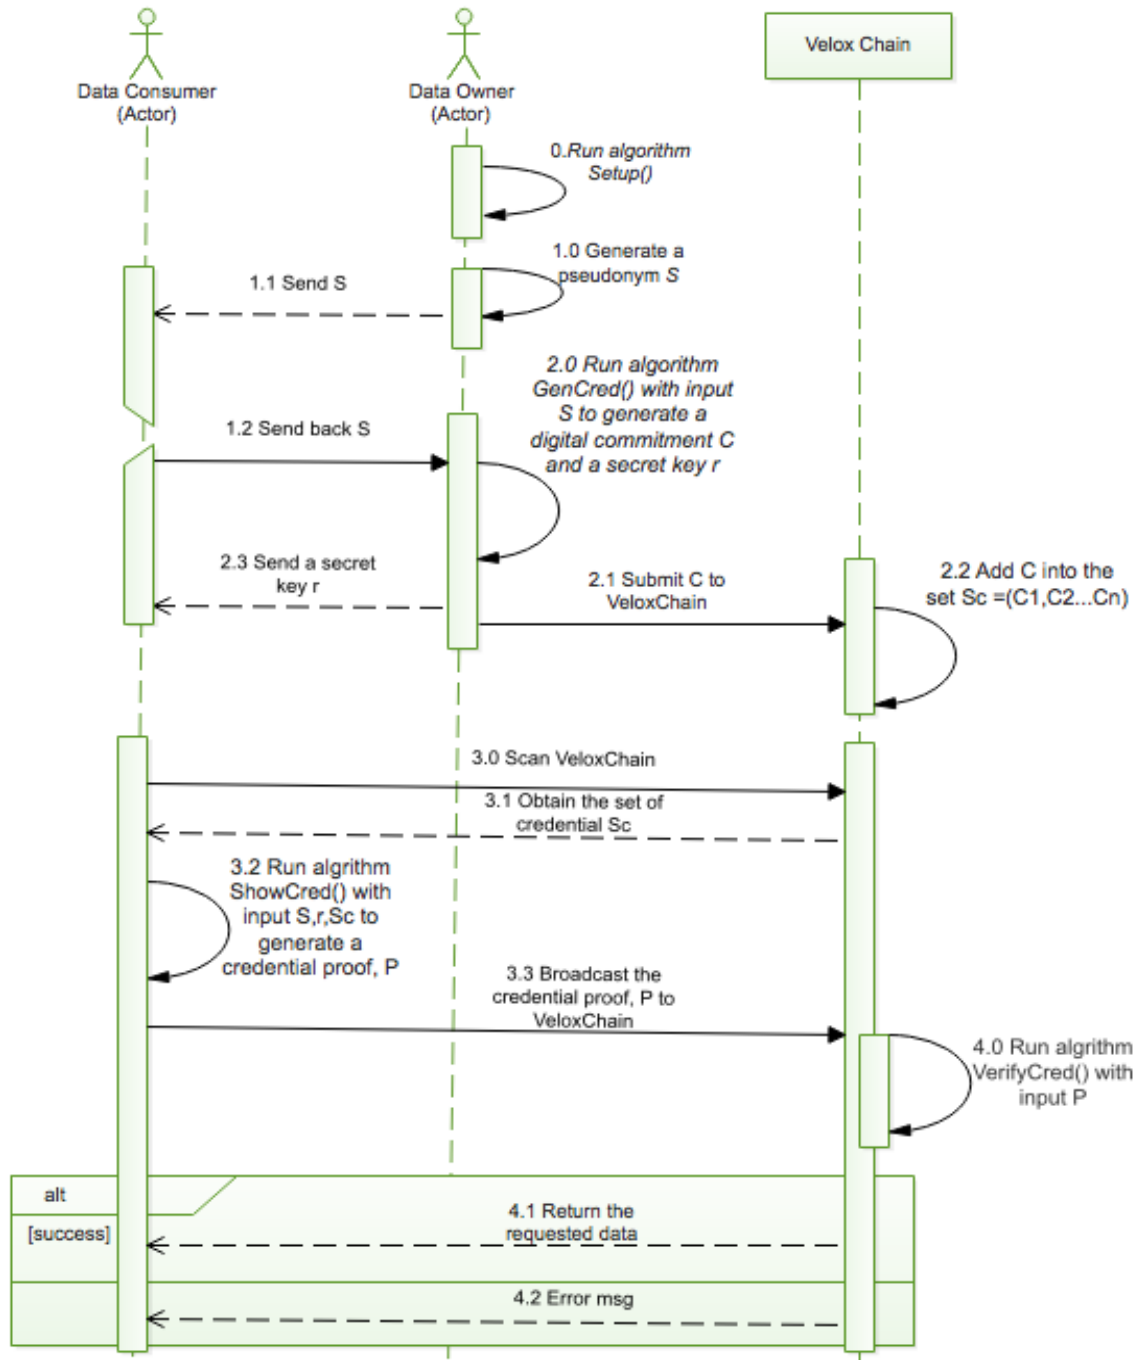 Data Consumer
(Actor)
Data Owner
(Actor)
Velox Chain
0.Run algorithm
Setup()
1.0 Generate a
pseudonym S
1.1 Send S
2.0 Run algorithm
GenCred() with input
S to generate a
digital commitment C
and a secret key r
1.2 Send back S
2.3 Send a secret
key r
2.1 Submit C to
VeloxChain
2.2 Add C into the
set Sc =(C1,C2...Cn)
3.0 Scan VeloxChain
3.1 Obtain the set of
credential Sc
3.2 Run algrithm
ShowCred() with
input S,r,Sc to
generate a
credential proof, P
3.3 Broadcast the
credential proof, P to
VeloxChain
4.0 Run algrithm
VerifyCred() with
input P
alt
[success]
4.1 Return the
requested data
4.2 Error msg